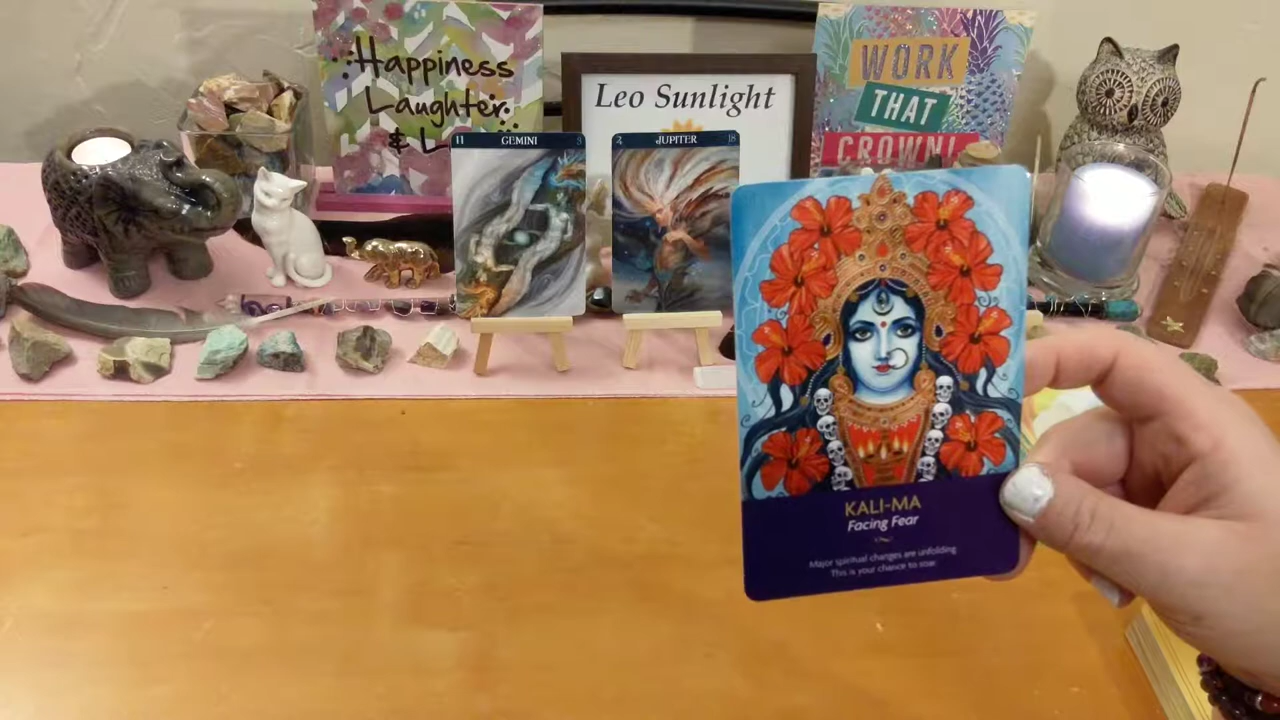 Happiness
Laughter
& L
Leo Sunlight
WORK
THAT
CROWN!
11 GEMINI 3
JUPITER 18
KALI-MA
Facing Fear
Major spiritual changes are unfolding
This is your chance to soar